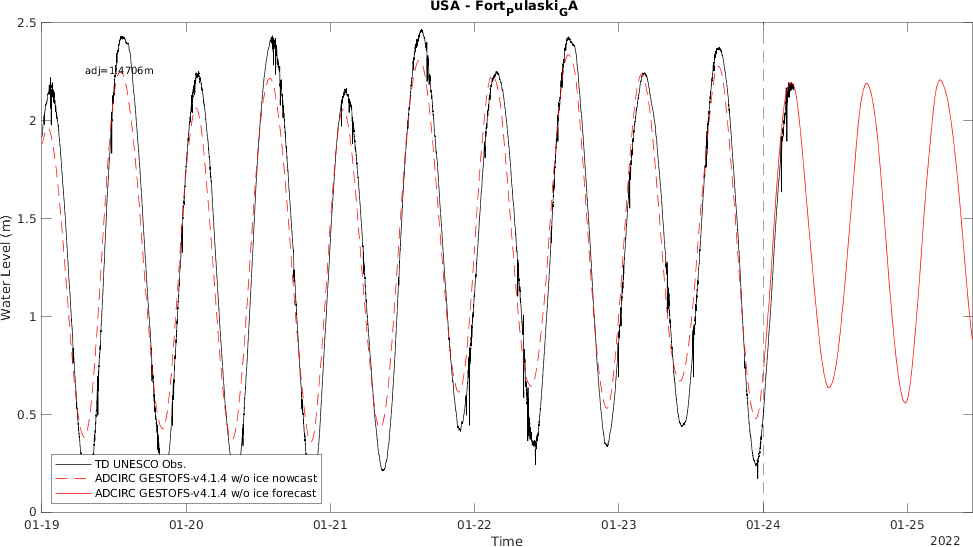 USA - FortPulaskiGA
2.5
adj=1.4706m
2
1.5
Water Level (m)
1
0.5
TD UNESCO Obs.
ADCIRC GESTOFS-v4.1.4 w/o ice nowcast
ADCIRC GESTOFS-v4.1.4 w/o ice forecast
0
01-19 01-20 01-21 01-22 01-23 01-24 01-25
Time 2022